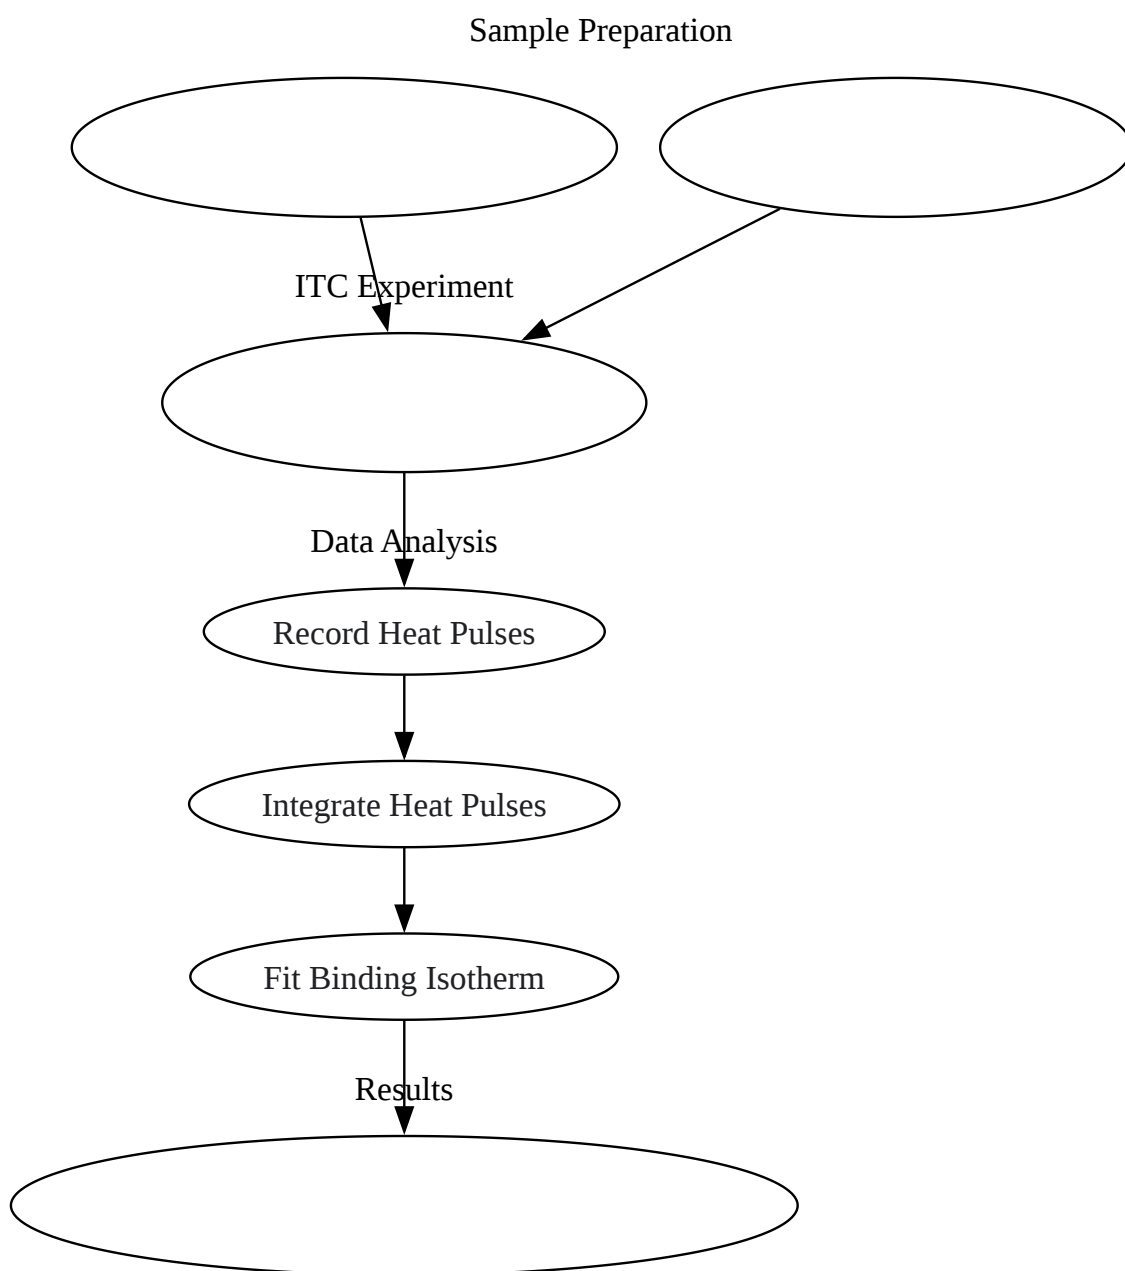 Sample Preparation
ITC Experiment
Data Analysis
Record Heat Pulses
Integrate Heat Pulses
Fit Binding Isotherm
Results